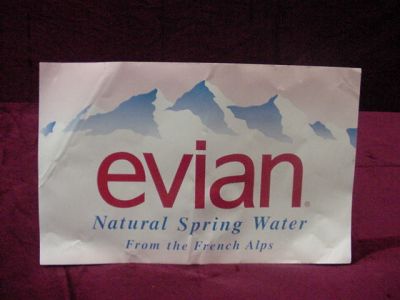 evian®
Natural Spring Water
From the French Alps